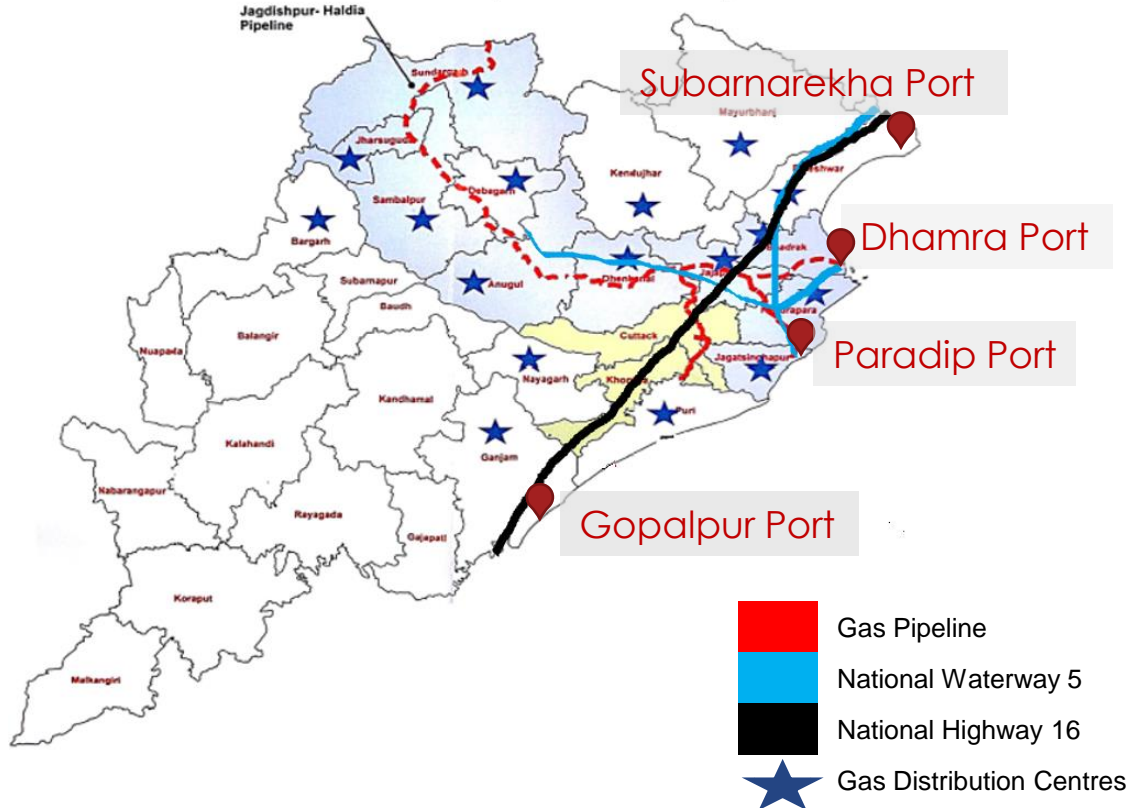 Jagdishpur- Haldia
Pipeline
Subarnarekha Port
Mayurbhanj
Jharsuguda
Kendujhar
Debagarh
Sambalpur
Bargarh
Dhamra Port
Subarnapur
Anugul
Dhenkanal
Baudh
Balangir
Nuapada
Cuttack
Paradip Port
Jagatsinghapur
Nayagarh
Kandhamal
Puri
Kalahandi
Ganjam
Nabarangapur
Rayagada
Gajapati
Gopalpur Port
Koraput
Malkangiri
Gas Pipeline
National Waterway 5
National Highway 16
Gas Distribution Centres